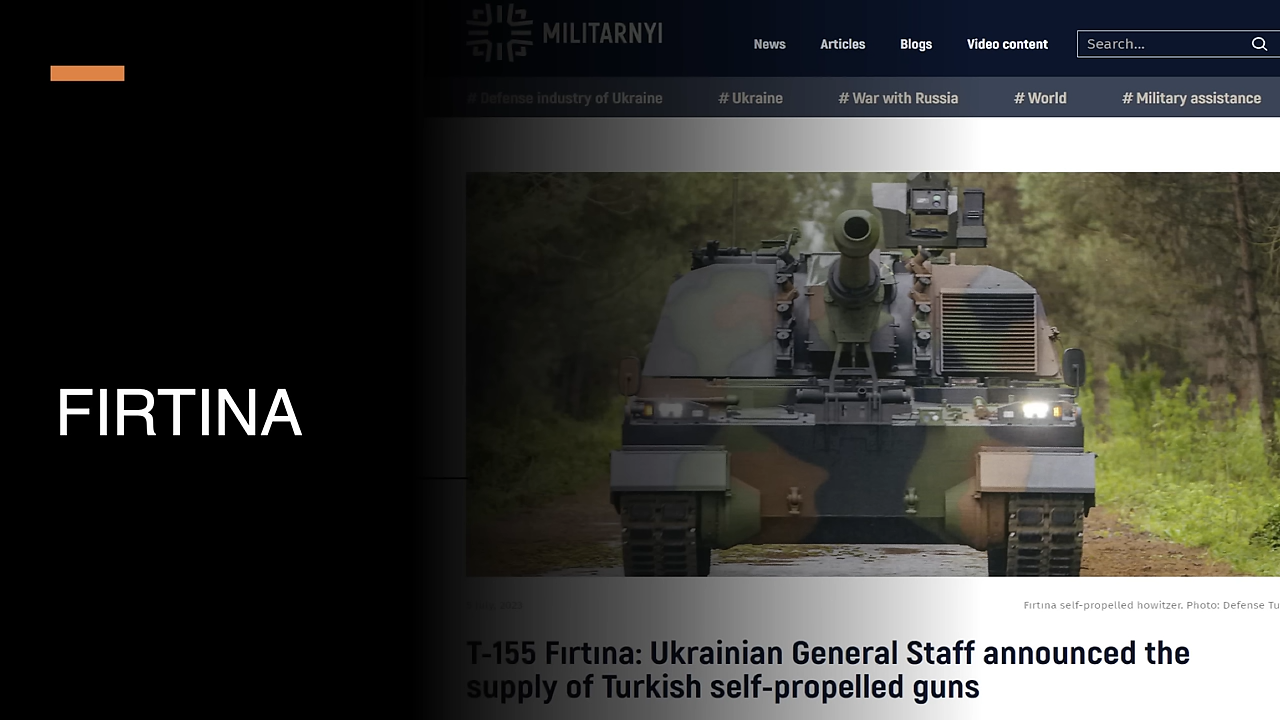 MILITARNYI
News Articles Blogs Video content Search...
# Defense industry of Ukraine # Ukraine # War with Russia # World # Military assistance
FIRTINA
2023
Fırtına self-propelled howitzer. Photo: Defense Tu
T-155 Fırtına: Ukrainian General Staff announced the
supply of Turkish self-propelled guns